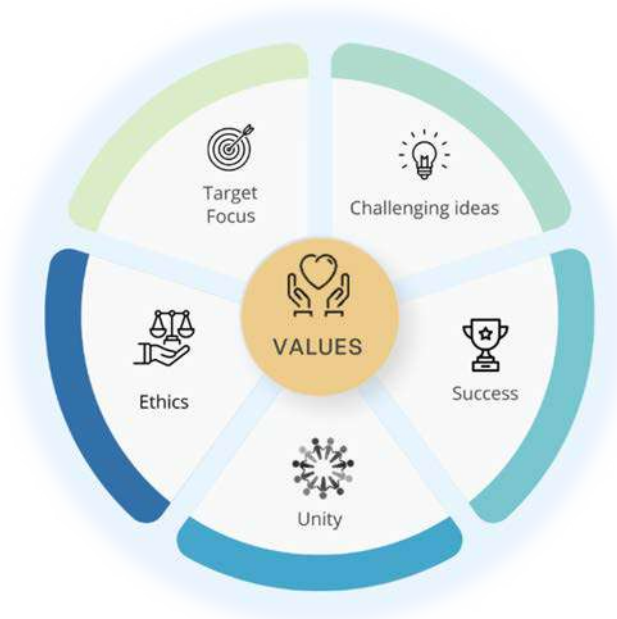 Target
Focus
Challenging ideas
VALUES
Ethics
Success
Unity